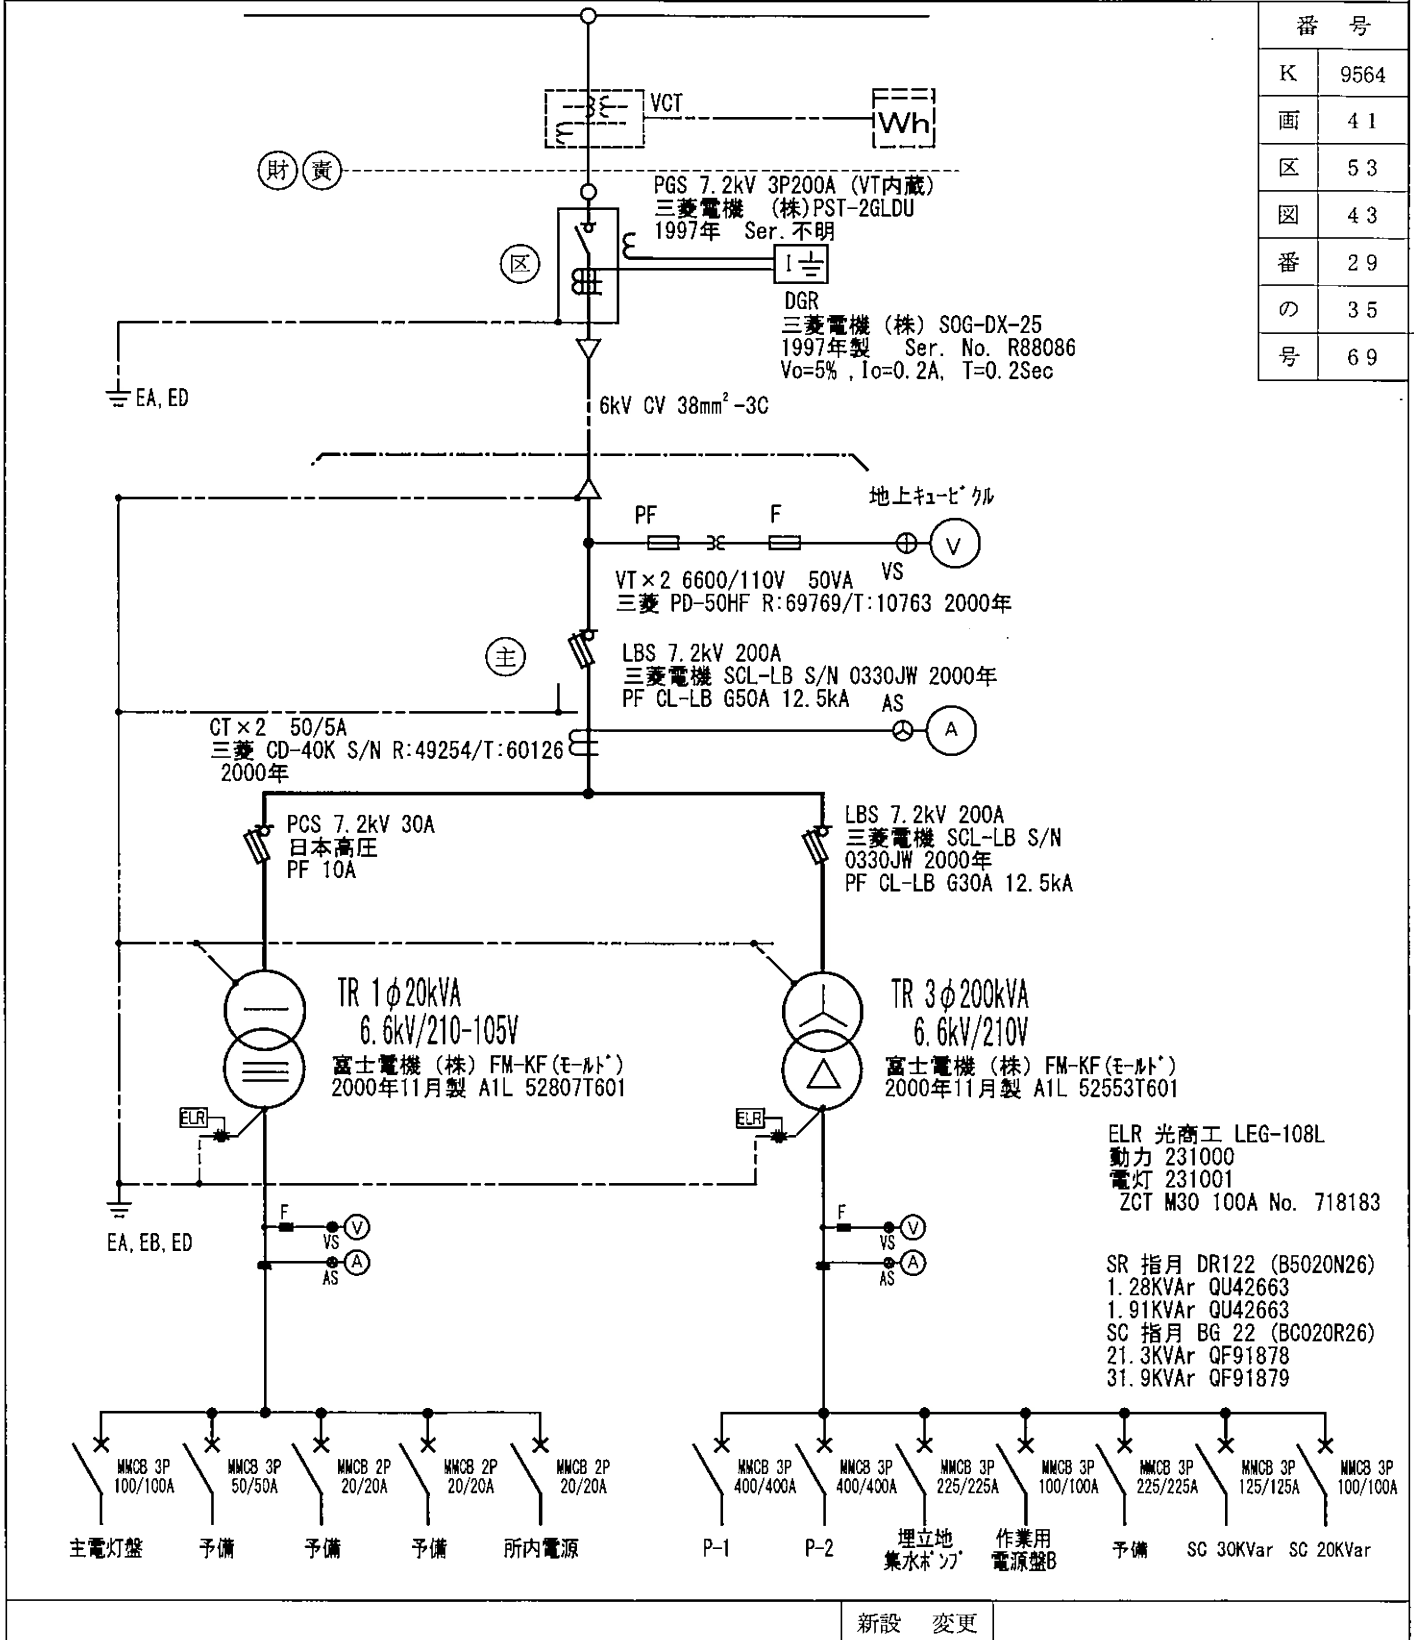 番 号
K 9564
画 41
区 53
図 43
番 29
の 35
号 69
VCT
Wh
財 責
PGS 7.2kV 3P200A (VT内蔵)
三菱電機 (株)PST-2GLDU
1997年 Ser.不明
区
I
DGR
三菱電機 (株) SOG-DX-25
1997年製 Ser. No. R88086
Vo=5% ,Io=0.2A, T=0.2Sec
EA, ED
6kV CV 38mm²-3C
地上キュービクル
PF
F
V
VS
VT×2 6600/110V 50VA
三菱 PD-50HF R:69769/T:10763 2000年
主
LBS 7.2kV 200A
三菱電機 SCL-LB S/N 0330JW 2000年
PF CL-LB G50A 12.5kA
AS
A
CT×2 50/5A
三菱 CD-40K S/N R:49254/T:60126
2000年
PCS 7.2kV 30A
日本高圧
PF 10A
LBS 7.2kV 200A
三菱電機 SCL-LB S/N
0330JW 2000年
PF CL-LB G30A 12.5kA
TR 1φ20kVA
6.6kV/210-105V
富士電機 (株) FM-KF(モールド)
2000年11月製 A1L 52807T601
TR 3φ200kVA
6.6kV/210V
富士電機 (株) FM-KF(モールド)
2000年11月製 A1L 52553T601
ELR
ELR
ELR 光商工 LEG-108L
動力 231000
電灯 231001
ZCT M30 100A No. 718183
EA, EB, ED
F
V
VS
A
AS
F
V
VS
A
AS
SR 指月 DR122 (B5020N26)
1.28KVAr QU42663
1.91KVAr QU42663
SC 指月 BG 22 (BC020R26)
21.3KVAr QF91878
31.9KVAr QF91879
MMCB 3P
100/100A
主電灯盤
MMCB 3P
50/50A
予備
MMCB 2P
20/20A
予備
MMCB 2P
20/20A
予備
MMCB 2P
20/20A
所内電源
MMCB 3P
400/400A
P-1
MMCB 3P
400/400A
P-2
MMCB 3P
225/225A
埋立地
集水ポンプ
MMCB 3P
100/100A
作業用
電源盤B
MMCB 3P
225/225A
予備
MMCB 3P
125/125A
SC 30KVar
MMCB 3P
100/100A
SC 20KVar
新設 変更